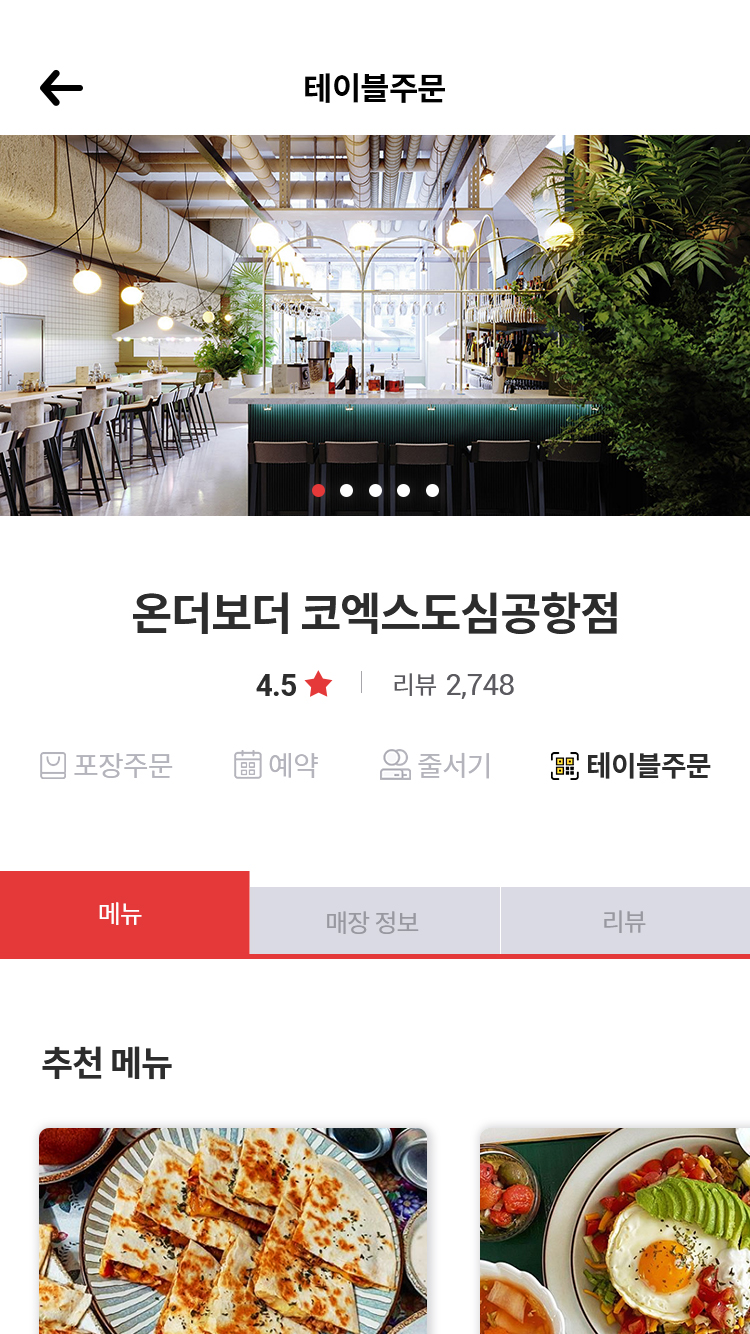 테이블주문
온더보더 코엑스도심공항점
4.5 리뷰 2,748
포장주문 예약 줄서기 테이블주문
메뉴 매장 정보 리뷰
추천 메뉴